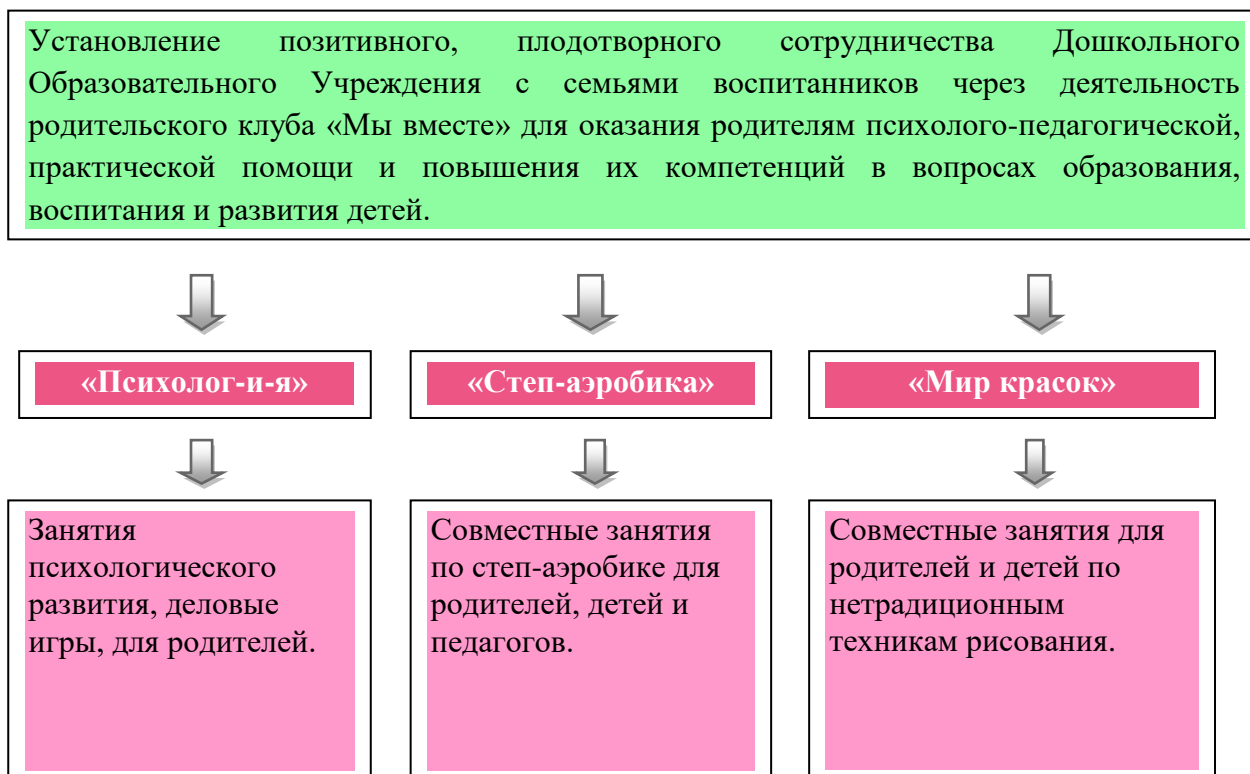 Установление позитивного, плодотворного сотрудничества Дошкольного
Образовательного Учреждения с семьями воспитанников через деятельность
родительского клуба «Мы вместе» для оказания родителям психолого-педагогической,
практической помощи и повышения их компетенций в вопросах образования,
воспитания и развития детей.
«Психолог-и-я»
«Степ-аэробика»
«Мир красок»
Занятия
психологического
развития, деловые
игры, для родителей.
Совместные занятия
по степ-аэробике для
родителей, детей и
педагогов.
Совместные занятия для
родителей и детей по
нетрадиционным
техникам рисования.